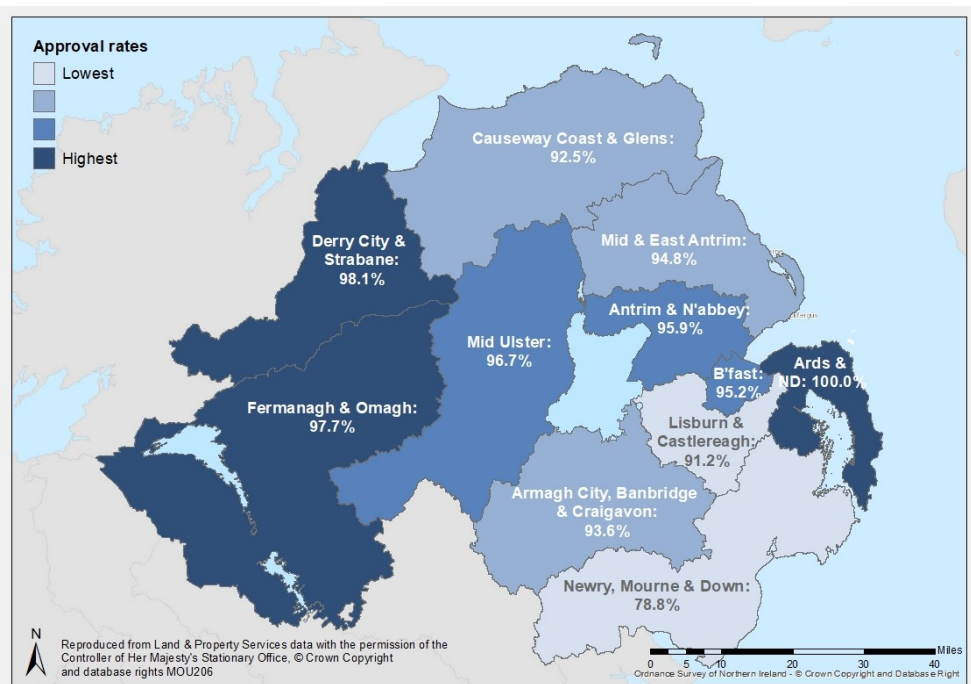 Approval rates
Lowest
Highest
Causeway Coast & Glens:
92.5%
Derry City &
Strabane:
98.1%
Mid & East Antrim:
94.8%
Antrim & N'abbey:
95.9%
Mid Ulster:
96.7%
B'fast:
95.2%
Ards &
ND: 100.0%
Fermanagh & Omagh:
97.7%
Lisburn &
Castlereagh:
91.2%
Armagh City, Banbridge
& Craigavon:
93.6%
Newry, Mourne & Down:
78.8%
N
Reproduced from Land & Property Services data with the permission of the
Controller of Her Majesty's Stationary Office, © Crown Copyright
and database rights MOU206
Miles
0 5 10 20 30 40
Ordnance Survey of Northern Ireland - © Crown Copyright and Database Right